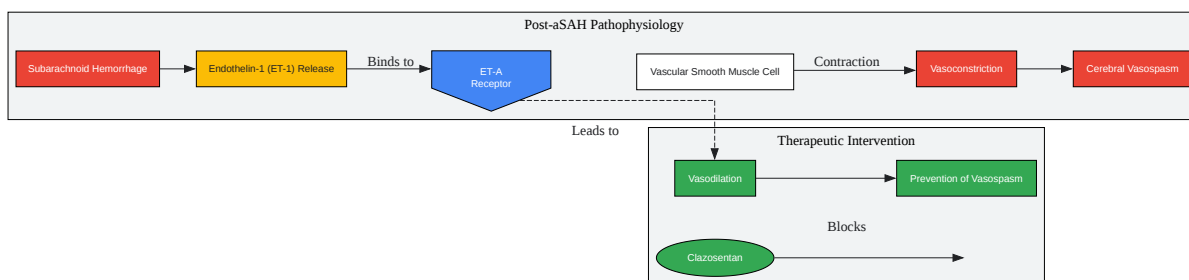 Post-aSAH Pathophysiology
Subarachnoid Hemorrhage
Endothelin-1 (ET-1) Release
Binds to
ET-A
Receptor
Vascular Smooth Muscle Cell
Contraction
Vasoconstriction
Cerebral Vasospasm
Leads to
Therapeutic Intervention
Vasodilation
Prevention of Vasospasm
Blocks
Clazosentan